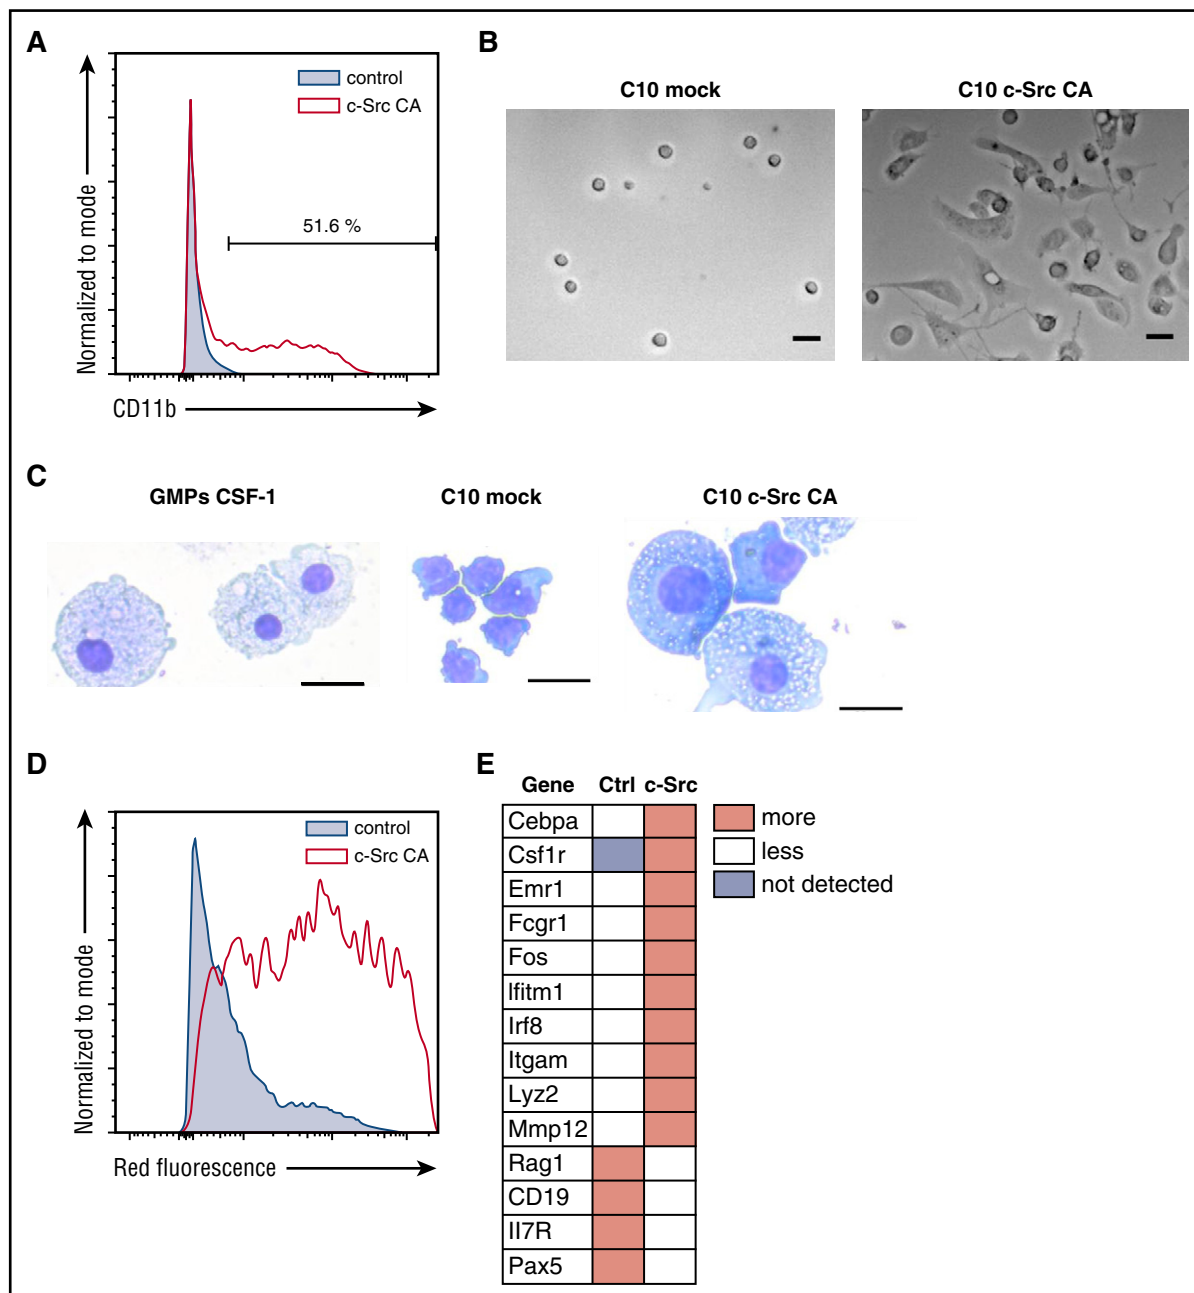 A
control
c-Src CA
51.6 %
Normalized to mode
CD11b
B
C10 mock
C10 c-Src CA
C
GMPs CSF-1
C10 mock
C10 c-Src CA
D
control
c-Src CA
Normalized to mode
Red fluorescence
E
Gene Ctrl c-Src
Cebpa
Csf1r
Emr1
Fcgr1
Fos
Ifitm1
Irf8
Itgam
Lyz2
Mmp12
Rag1
CD19
Il7R
Pax5
more
less
not detected